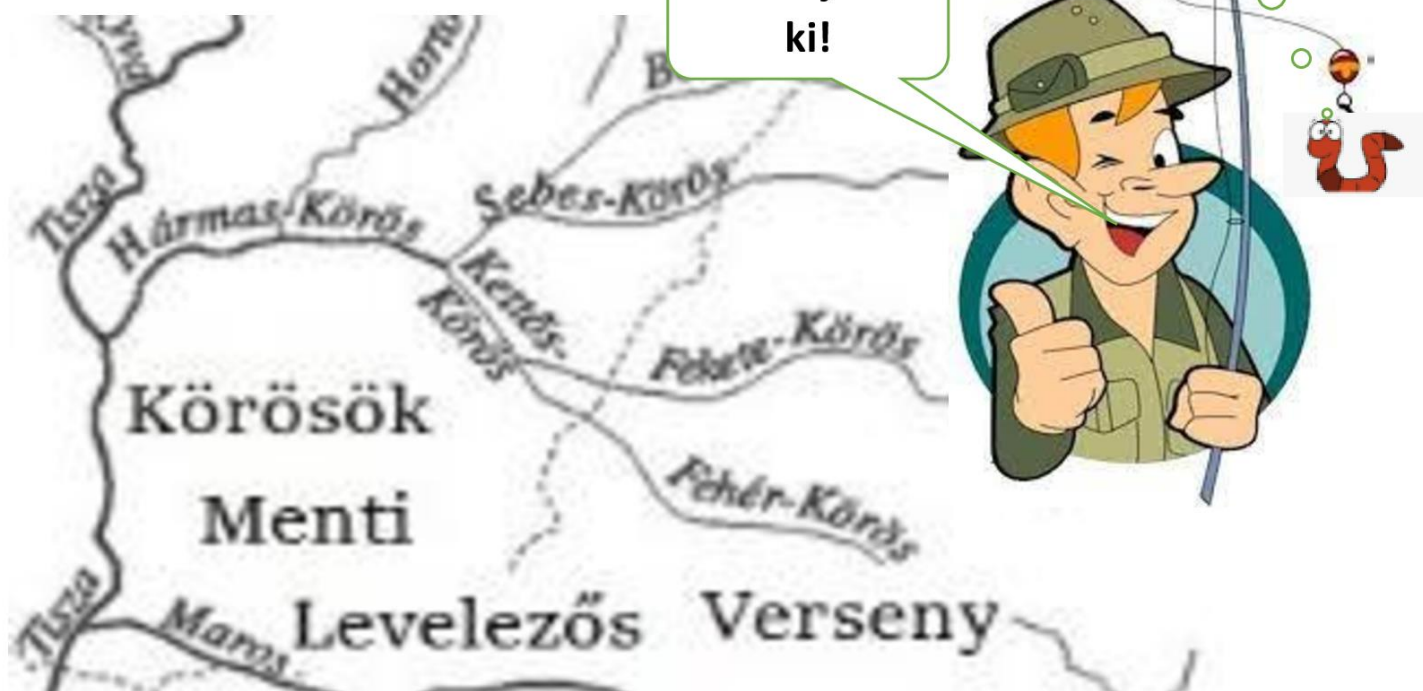 ki!
Tisza
Hármas-Körös
Sebes-Körös
Kettős-
Körös
Fekete-Körös
Körösök
Menti
Fehér-Körös
Levelezős Verseny
Tisza
Maros